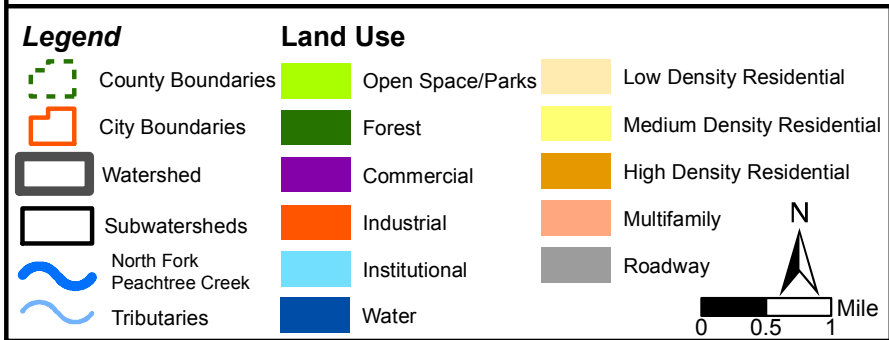 Legend
County Boundaries
City Boundaries
Watershed
Subwatersheds
North Fork
Peachtree Creek
Tributaries
Land Use
Open Space/Parks
Forest
Commercial
Industrial
Institutional
Water
Low Density Residential
Medium Density Residential
High Density Residential
Multifamily
Roadway
N
Mile
0 0.5 1